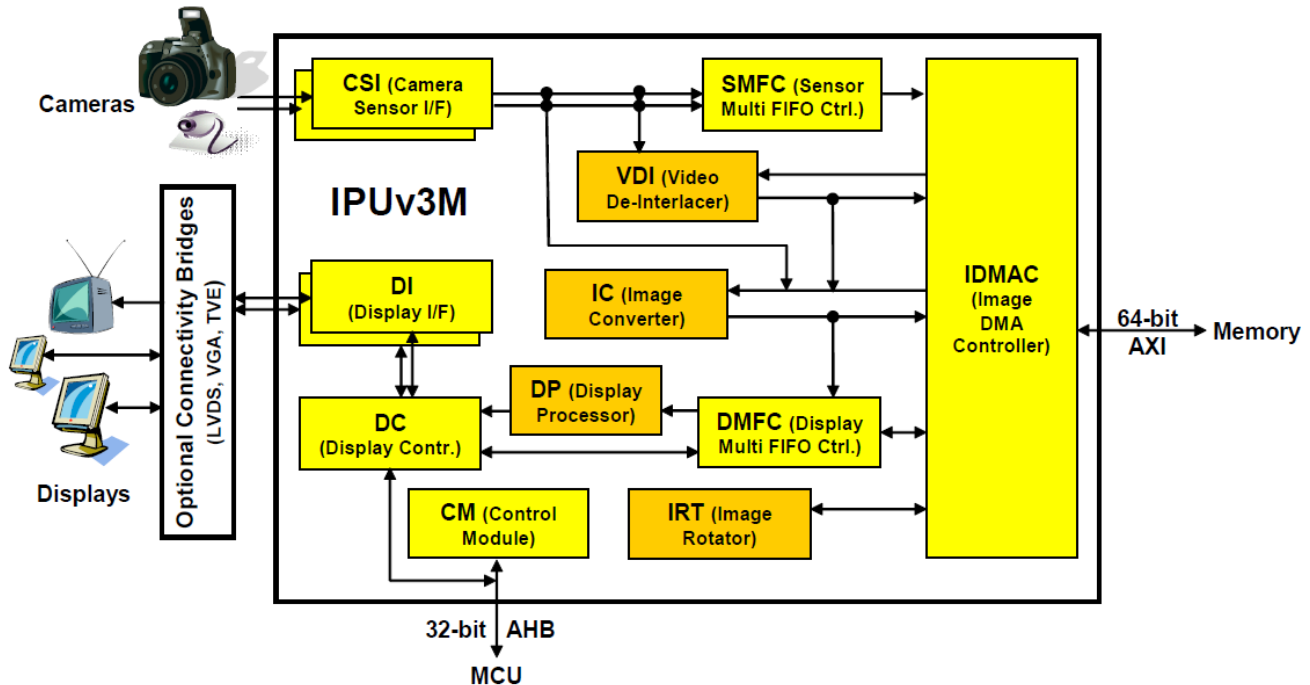 Cameras
CSI (Camera
Sensor I/F)
SMFC (Sensor
Multi FIFO Ctrl.)
VDI (Video
De-Interlacer)
IPUv3M
Optional Connectivity Bridges
(LVDS, VGA, TVE)
DI
(Display I/F)
IC (Image
Converter)
IDMAC
(Image
DMA
Controller)
64-bit
AXI
Memory
DP (Display
Processor)
DC
(Display Contr.)
DMFC (Display
Multi FIFO Ctrl.)
Displays
CM (Control
Module)
IRT (Image
Rotator)
32-bit AHB
MCU